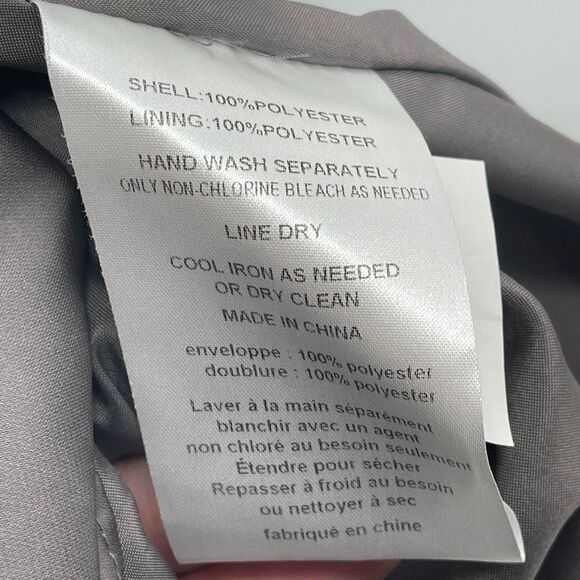 SHELL:100%POLYESTER
LINING:100%POLYESTER
HAND WASH SEPARATELY
ONLY NON-CHLORINE BLEACH AS NEEDED
LINE DRY
COOL IRON AS NEEDED
OR DRY CLEAN
MADE IN CHINA
enveloppe : 100% polyester
doublure : 100% polyester
Laver à la main séparément
blanchir avec un agent
non chloré au besoin seulement
Étendre pour sécher
Repasser à froid au besoin
ou nettoyer à sec
fabriqué en chine